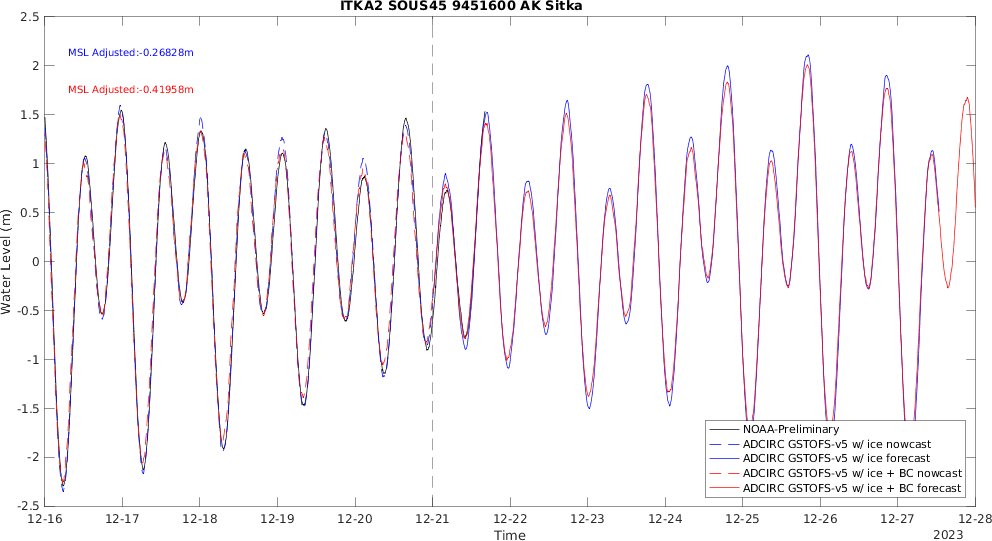 ITKA2 SOUS45 9451600 AK Sitka
MSL Adjusted:-0.26828m
MSL Adjusted:-0.41958m
Water Level (m)
2.5
2
1.5
1
0.5
0
-0.5
-1
-1.5
-2
-2.5
NOAA-Preliminary
ADCIRC GSTOFS-v5 w/ ice nowcast
ADCIRC GSTOFS-v5 w/ ice forecast
ADCIRC GSTOFS-v5 w/ ice + BC nowcast
ADCIRC GSTOFS-v5 w/ ice + BC forecast
12-16 12-17 12-18 12-19 12-20 12-21 12-22 12-23 12-24 12-25 12-26 12-27 12-28
Time
2023